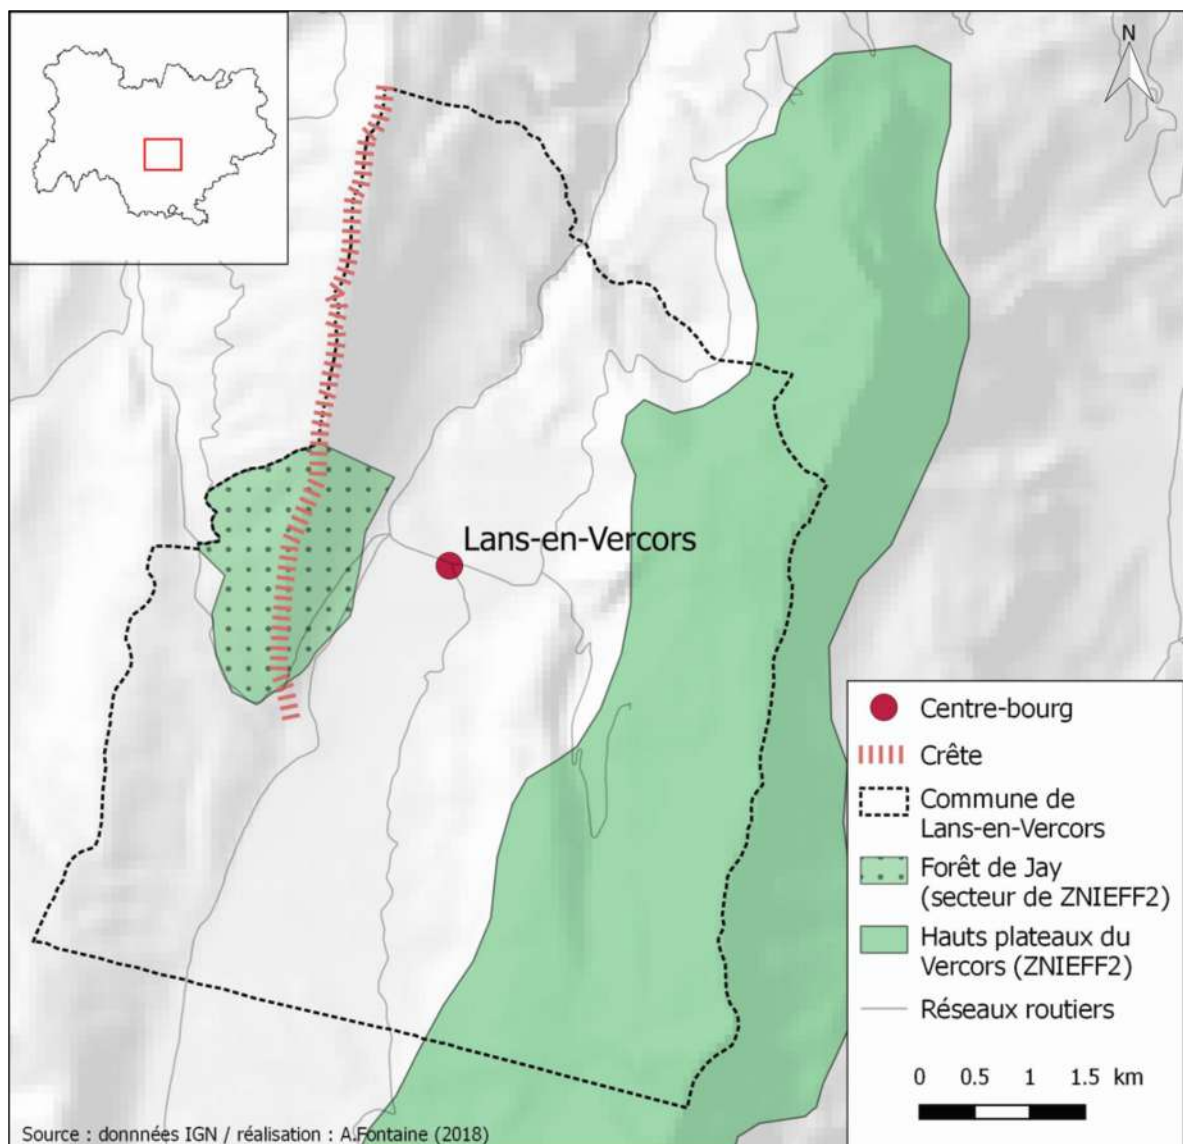 N
Lans-en-Vercors
Centre-bourg
Crête
Commune de
Lans-en-Vercors
Forêt de Jay
(secteur de ZNIEFF2)
Hauts plateaux du
Vercors (ZNIEFF2)
Réseaux routiers
0 0.5 1 1.5 km
Source : donnnées IGN / réalisation : A.Fontaine (2018)